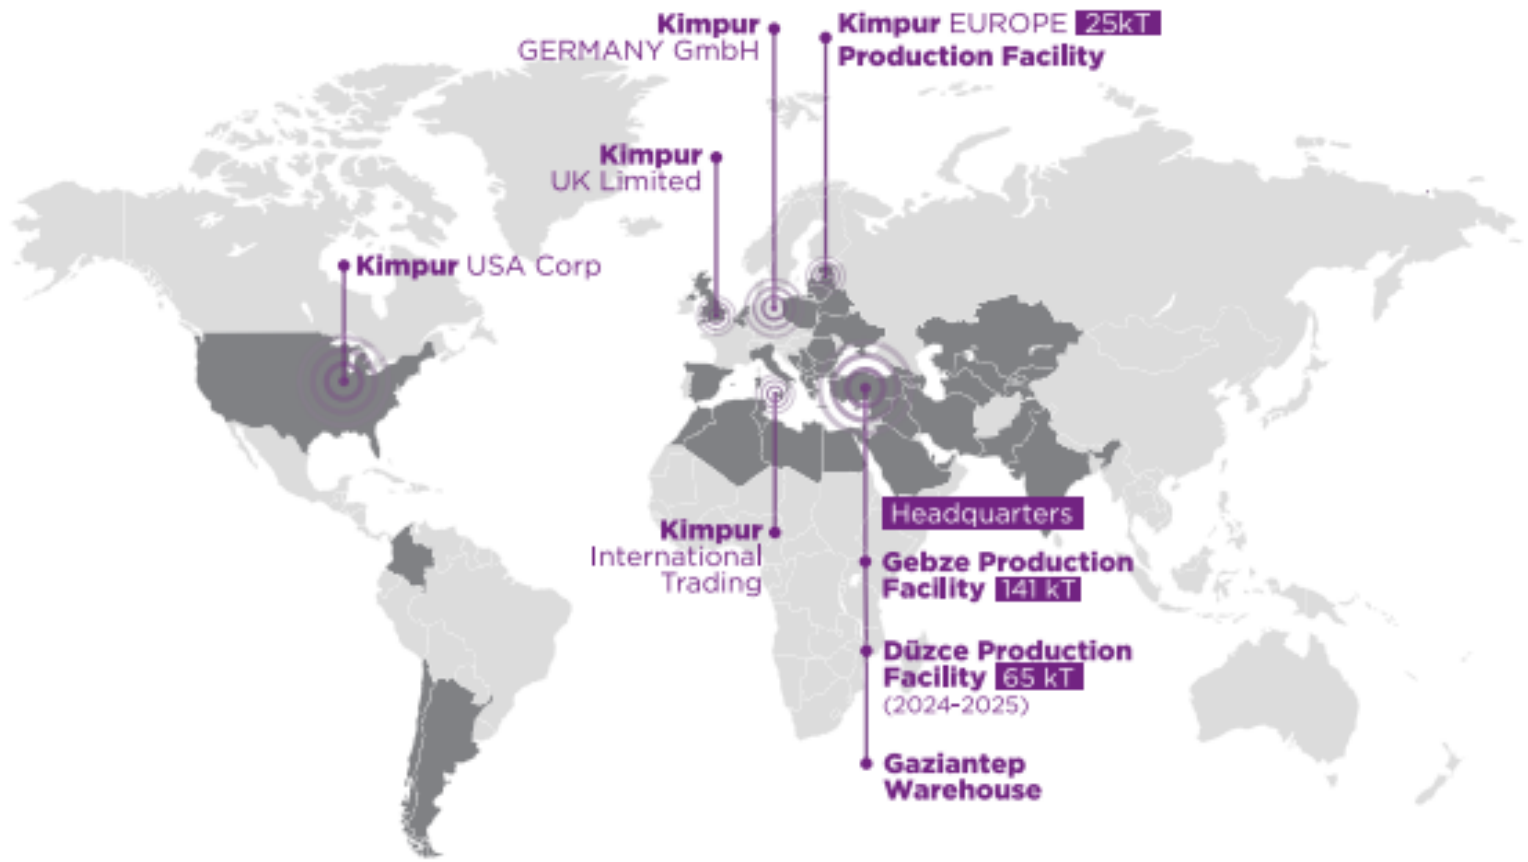 Kimpur
GERMANY GmbH
Kimpur EUROPE 25kT
Production Facility
Kimpur
UK Limited
Kimpur USA Corp
Kimpur
International
Trading
Headquarters
Gebze Production
Facility 141 kT
Düzce Production
Facility 65 kT
(2024-2025)
Gaziantep
Warehouse